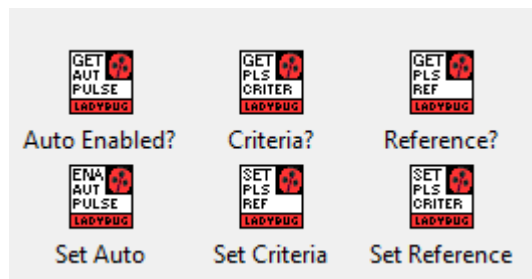 GET
AUT
PULSE
LADYBUG
GET
PLS
CRITER
LADYBUG
GET
PLS
REF
LADYBUG
Auto Enabled?
Criteria?
Reference?
ENA
AUT
PULSE
LADYBUG
SET
PLS
REF
LADYBUG
SET
PLS
CRITER
LADYBUG
Set Auto
Set Criteria
Set Reference